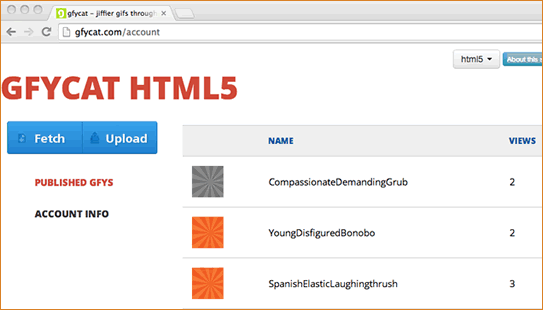 gfycat – jiffier gifs through
gfycat.com/account
html5
About this
GFYCAT HTML5
Fetch
Upload
NAME
VIEWS
PUBLISHED GFYS
CompassionateDemandingGrub
2
ACCOUNT INFO
YoungDisfiguredBonobo
2
SpanishElasticLaughingthrush
3